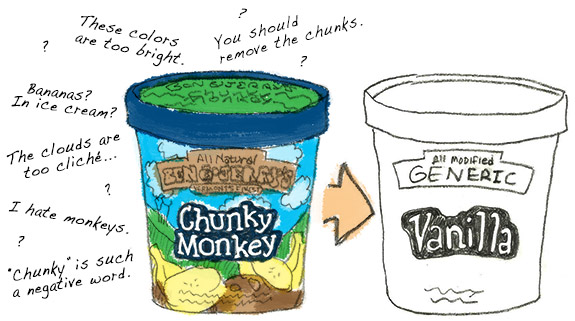 ?
These colors
are too bright.
?
You should
remove the chunks.
?
Bananas?
In ice cream?
The clouds are
too cliché...
?
I hate monkeys.
?
"Chunky" is such
a negative word.
BEN & JERRY'S
All Natural
BEN & JERRY'S
VERMONT'S FINEST
Chunky
Monkey
All Modified
GENERIC
Vanilla